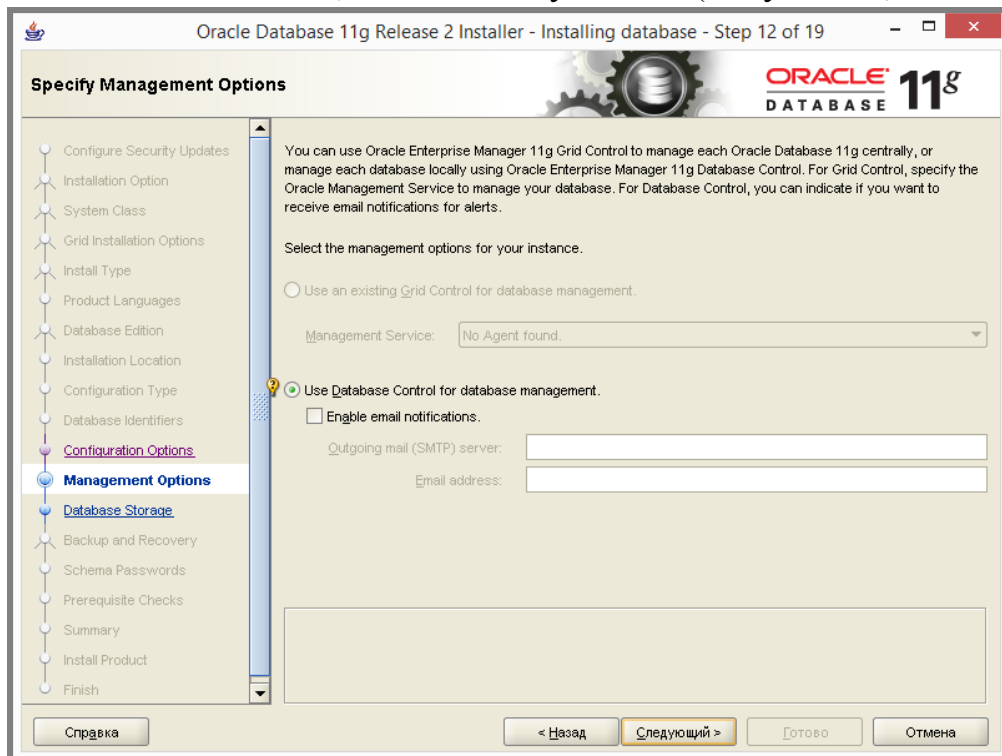 Oracle Database 11g Release 2 Installer - Installing database - Step 12 of 19
Specify Management Options
ORACLE
DATABASE
11g
Configure Security Updates
Installation Option
System Class
Grid Installation Options
Install Type
Product Languages
Database Edition
Installation Location
Configuration Type
Database Identifiers
Configuration Options
Management Options
Database Storage
Backup and Recovery
Schema Passwords
Prerequisite Checks
Summary
Install Product
Finish
You can use Oracle Enterprise Manager 11g Grid Control to manage each Oracle Database 11g centrally, or
manage each database locally using Oracle Enterprise Manager 11g Database Control. For Grid Control, specify the
Oracle Management Service to manage your database. For Database Control, you can indicate if you want to
receive email notifications for alerts.
Select the management options for your instance.
Use an existing Grid Control for database management.
Management Service: No Agent found.
Use Database Control for database management.
Enable email notifications.
Outgoing mail (SMTP) server:
Email address:
Справка
< Назад
Следующий >
Готово
Отмена